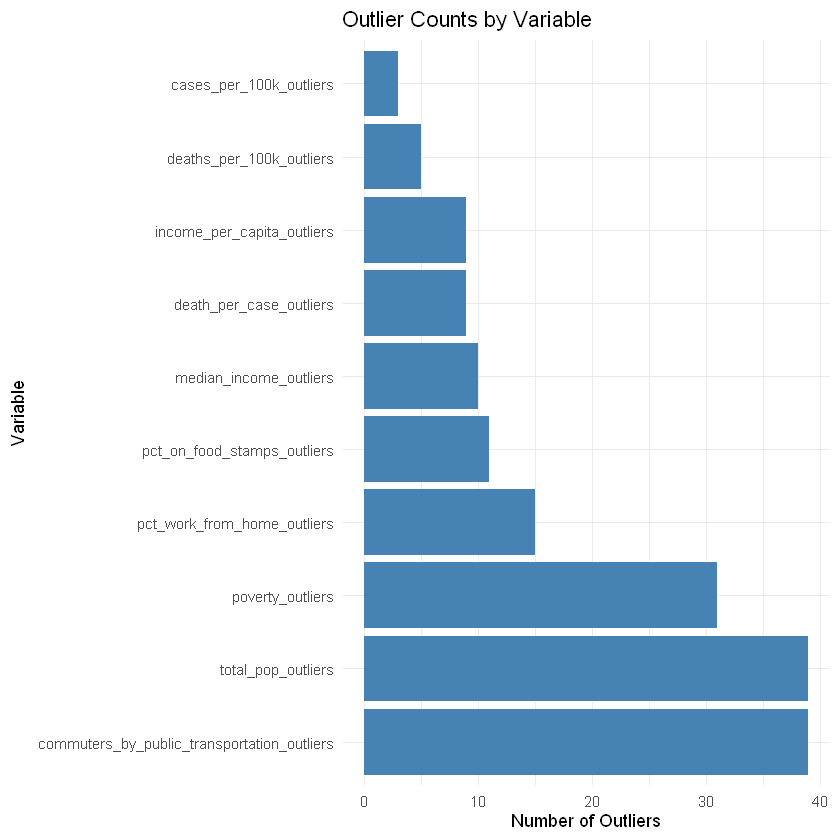 Outlier Counts by Variable
Variable
cases_per_100k_outliers
deaths_per_100k_outliers
income_per_capita_outliers
death_per_case_outliers
median_income_outliers
pct_on_food_stamps_outliers
pct_work_from_home_outliers
poverty_outliers
total_pop_outliers
commuters_by_public_transportation_outliers
0 10 20 30 40
Number of Outliers